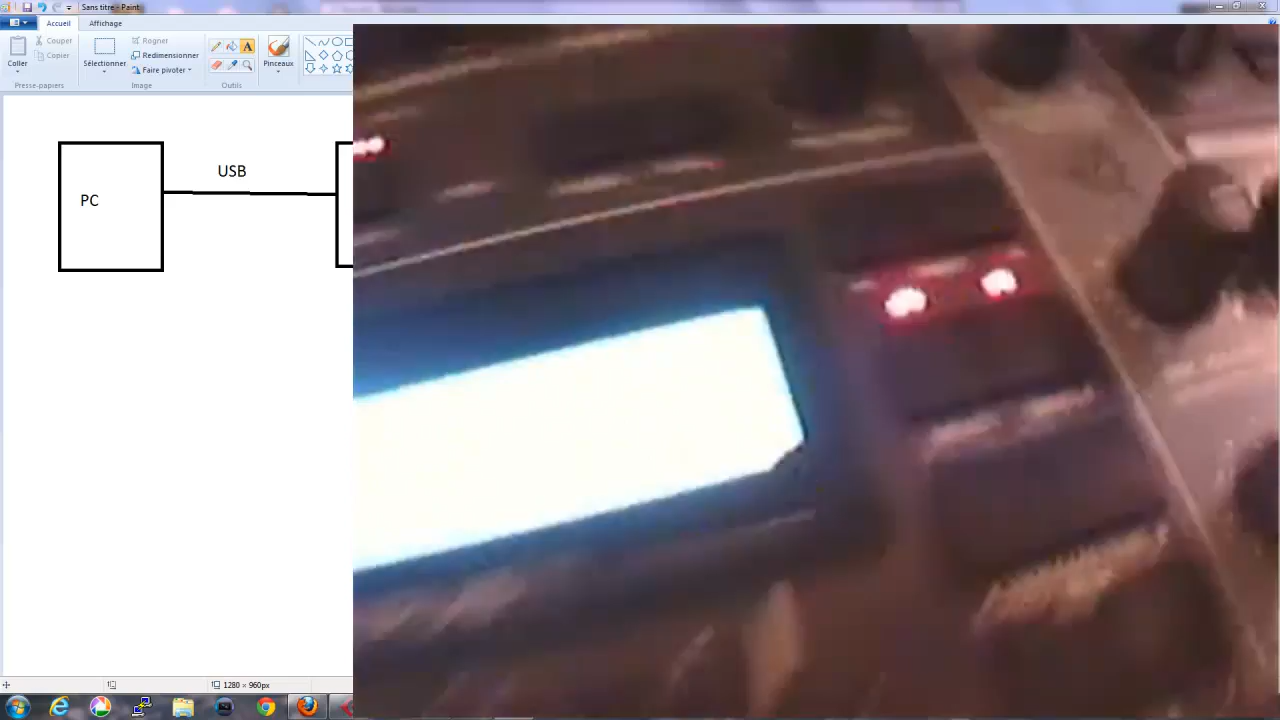 Sans titre - Paint
Accueil
Affichage
Coller
Couper
Copier
Presse-papiers
Sélectionner
Rogner
Redimensionner
Faire pivoter
Image
A
Outils
Pinceaux
PC
USB
1280 × 960px